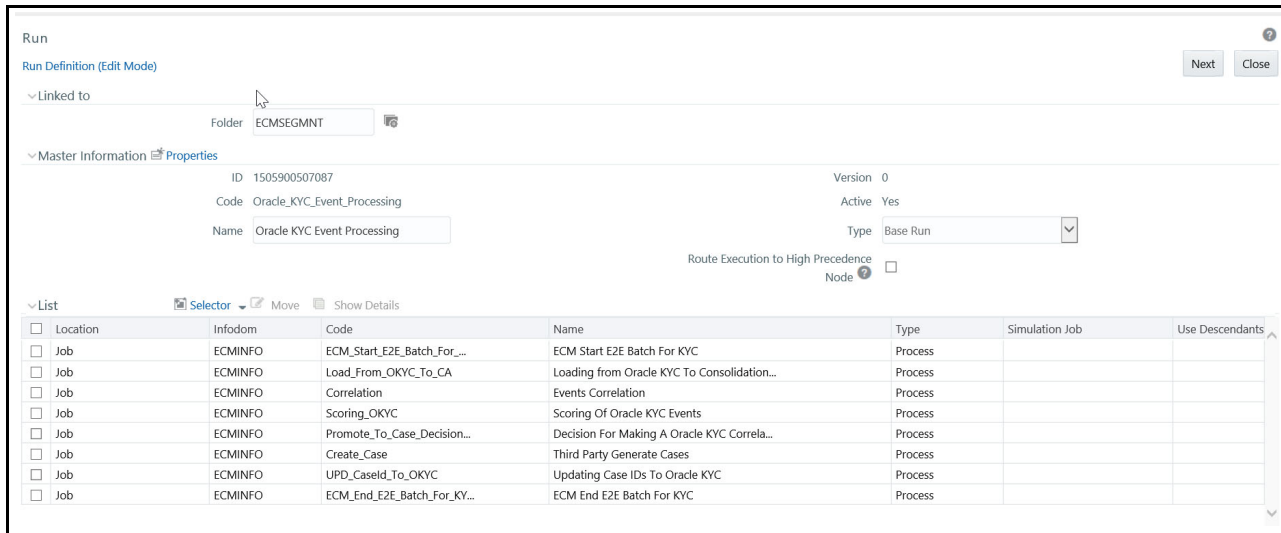 Run
Run Definition (Edit Mode)
Next Close
Linked to
Folder ECMSEGMNT
Master Information Properties
ID 1505900507087 Version 0
Code Oracle_KYC_Event_Processing Active Yes
Name Oracle KYC Event Processing Type Base Run
Route Execution to High Precedence
Node
List Selector Move Show Details
Location Infodom Code Name Type Simulation Job Use Descendants
Job ECMINFO ECM_Start_E2E_Batch_For_... ECM Start E2E Batch For KYC Process
Job ECMINFO Load_From_OKYC_To_CA Loading from Oracle KYC To Consolidation... Process
Job ECMINFO Correlation Events Correlation Process
Job ECMINFO Scoring_OKYC Scoring Of Oracle KYC Events Process
Job ECMINFO Promote_To_Case_Decision... Decision For Making A Oracle KYC Correla... Process
Job ECMINFO Create_Case Third Party Generate Cases Process
Job ECMINFO UPD_CaseId_To_OKYC Updating Case IDs To Oracle KYC Process
Job ECMINFO ECM_End_E2E_Batch_For_KY... ECM End E2E Batch For KYC Process